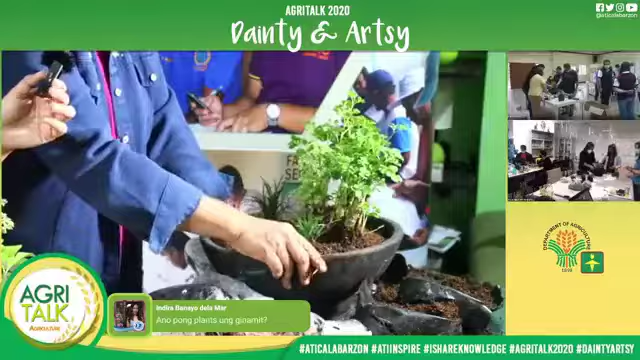 AGRITALK 2020
Dainty & Artsy
@aticalabarzon
DEPARTMENT OF AGRICULTURE
AGRI
TALK
AGRICULTURE
Indira Banayo dela Mar
Ano pong plants ung ginamit?
#ATICALABARZON #ATIINSPIRE #ISHAREKNOWLEDGE #AGRITALK2020 #DAINTYARTSY